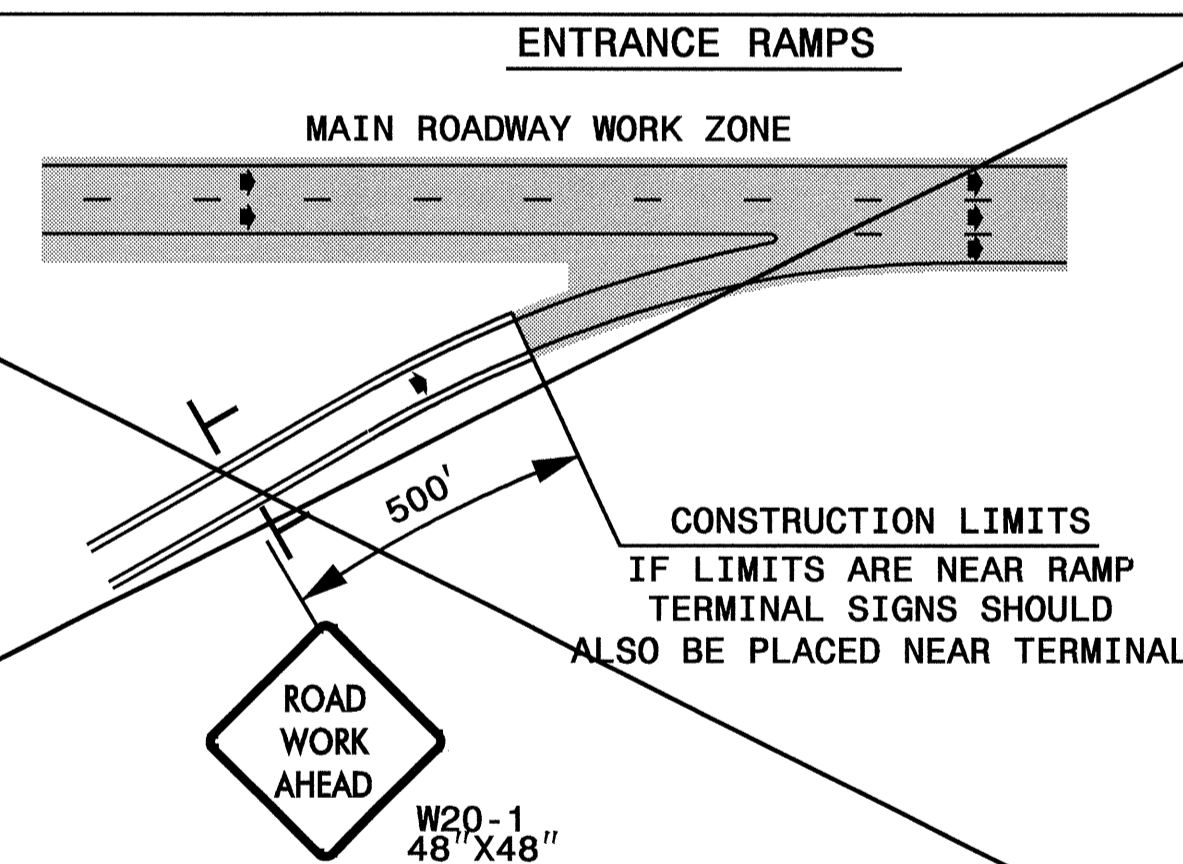 ENTRANCE RAMPS
MAIN ROADWAY WORK ZONE
500'
CONSTRUCTION LIMITS
IF LIMITS ARE NEAR RAMP
TERMINAL SIGNS SHOULD
ALSO BE PLACED NEAR TERMINAL
ROAD
WORK
AHEAD
W20-1
48"X48"